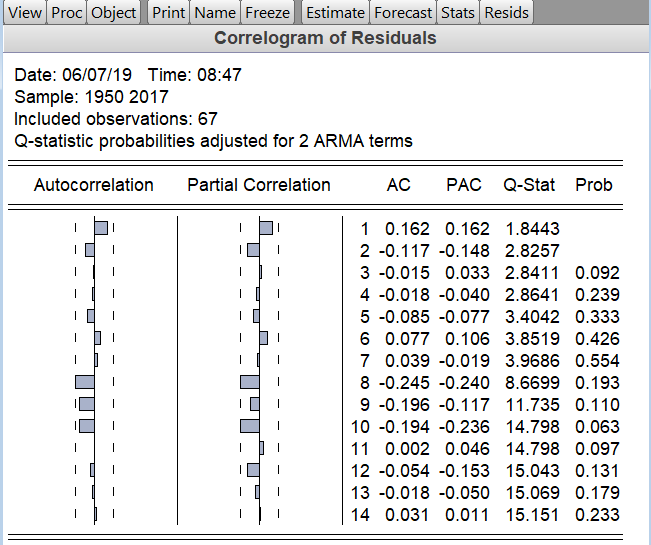 View Proc Object Print Name Freeze Estimate Forecast Stats Resids
Correlogram of Residuals
Date: 06/07/19 Time: 08:47
Sample: 1950 2017
Included observations: 67
Q-statistic probabilities adjusted for 2 ARMA terms
Autocorrelation Partial Correlation AC PAC Q-Stat Prob
1 0.162 0.162 1.8443
2 -0.117 -0.148 2.8257
3 -0.015 0.033 2.8411 0.092
4 -0.018 -0.040 2.8641 0.239
5 -0.085 -0.077 3.4042 0.333
6 0.077 0.106 3.8519 0.426
7 0.039 -0.019 3.9686 0.554
8 -0.245 -0.240 8.6699 0.193
9 -0.196 -0.117 11.735 0.110
10 -0.194 -0.236 14.798 0.063
11 0.002 0.046 14.798 0.097
12 -0.054 -0.153 15.043 0.131
13 -0.018 -0.050 15.069 0.179
14 0.031 0.011 15.151 0.233